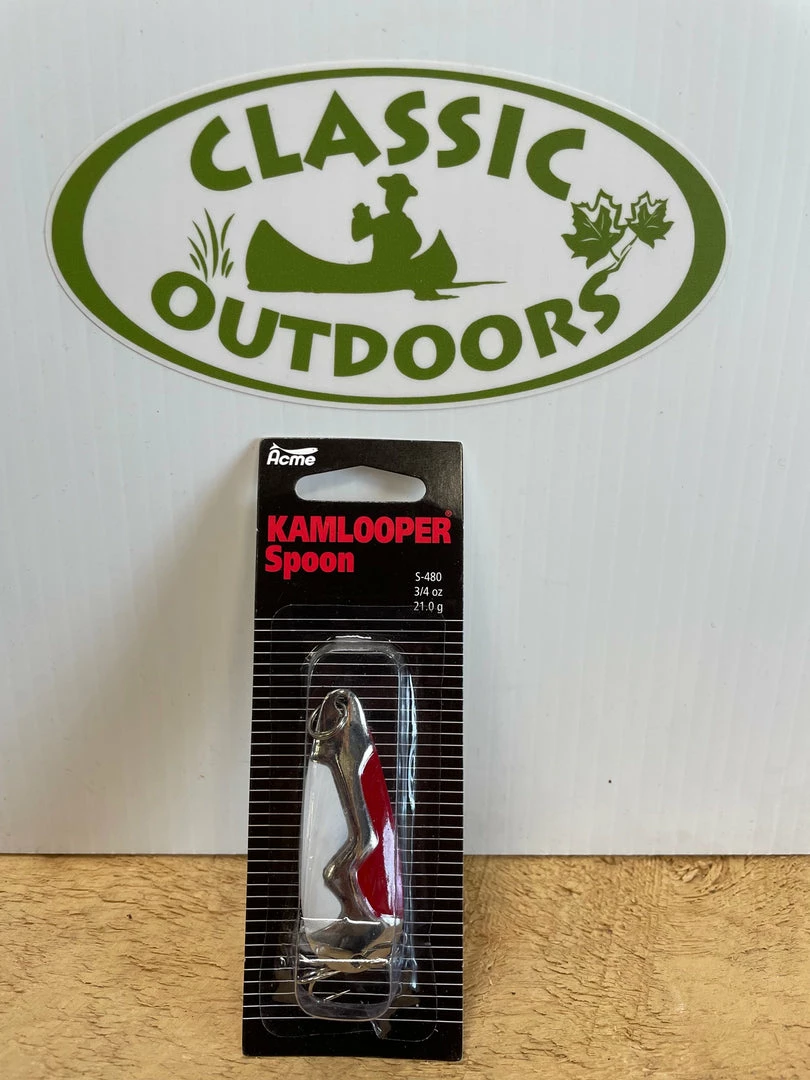 CLASSIC
OUTDOORS
Acme
KAMLOOPER®
Spoon
S-480
3/4 oz
21.0 g